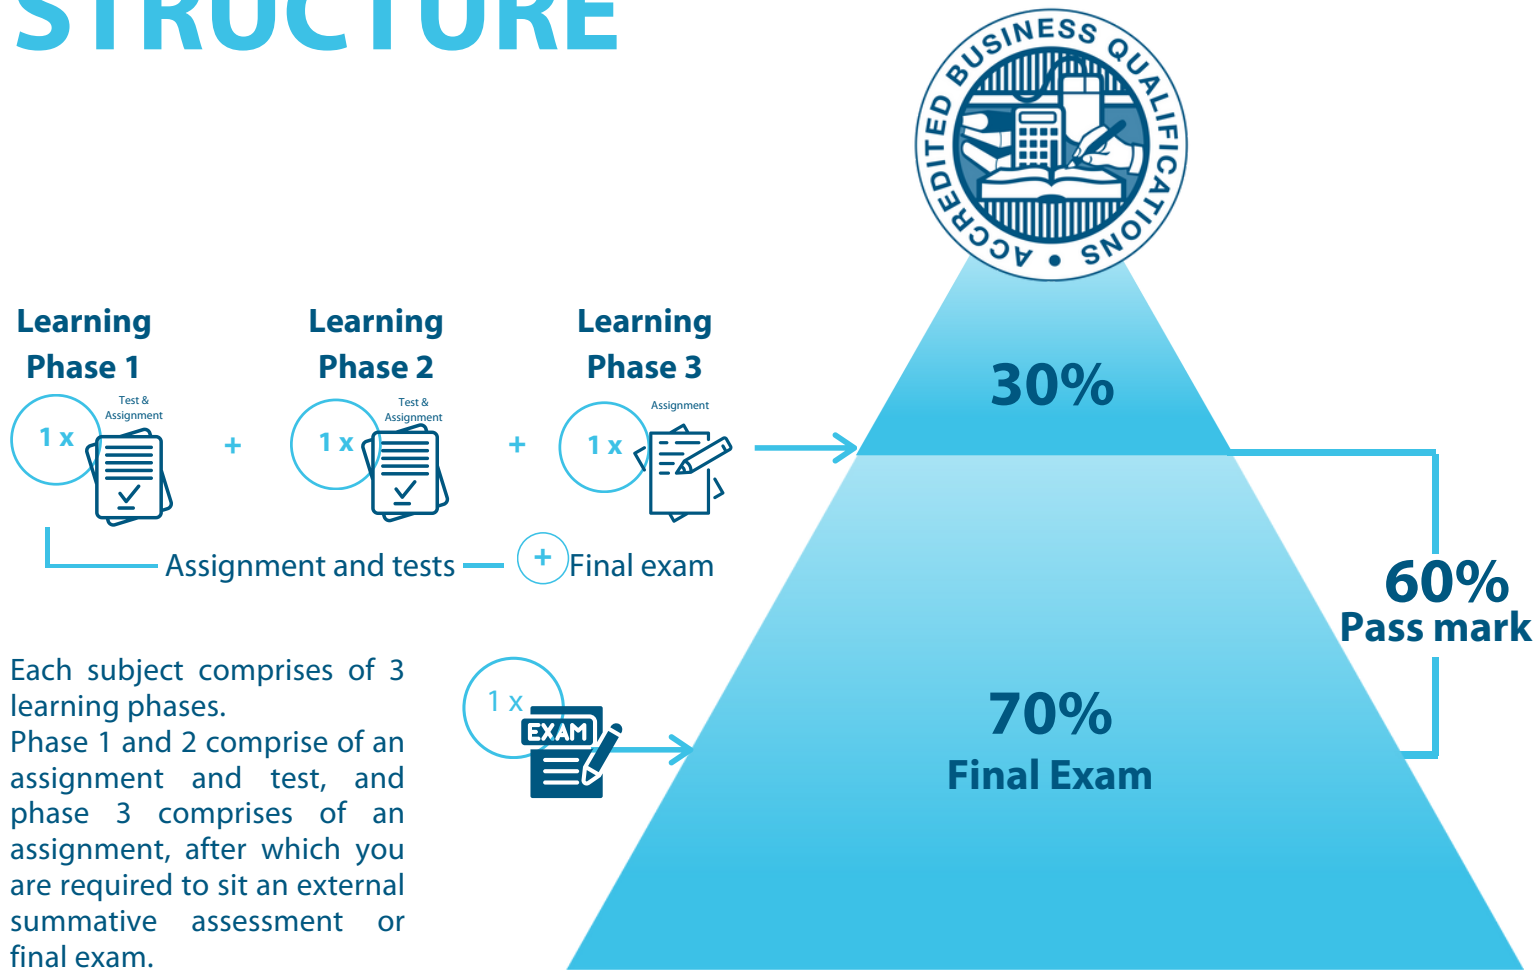 STRUCTURE
ACCREDITED BUSINESS QUALIFICATIONS •
Learning
Phase 1
Test &
Assignment
1 x
+
Learning
Phase 2
Test &
Assignment
1 x
+
Learning
Phase 3
Assignment
1 x
30%
Assignment and tests
+
Final exam
60%
Pass mark
Each subject comprises of 3
learning phases.
Phase 1 and 2 comprise of an
assignment and test, and
phase 3 comprises of an
assignment, after which you
are required to sit an external
summative assessment or
final exam.
1 x
EXAM
70%
Final Exam